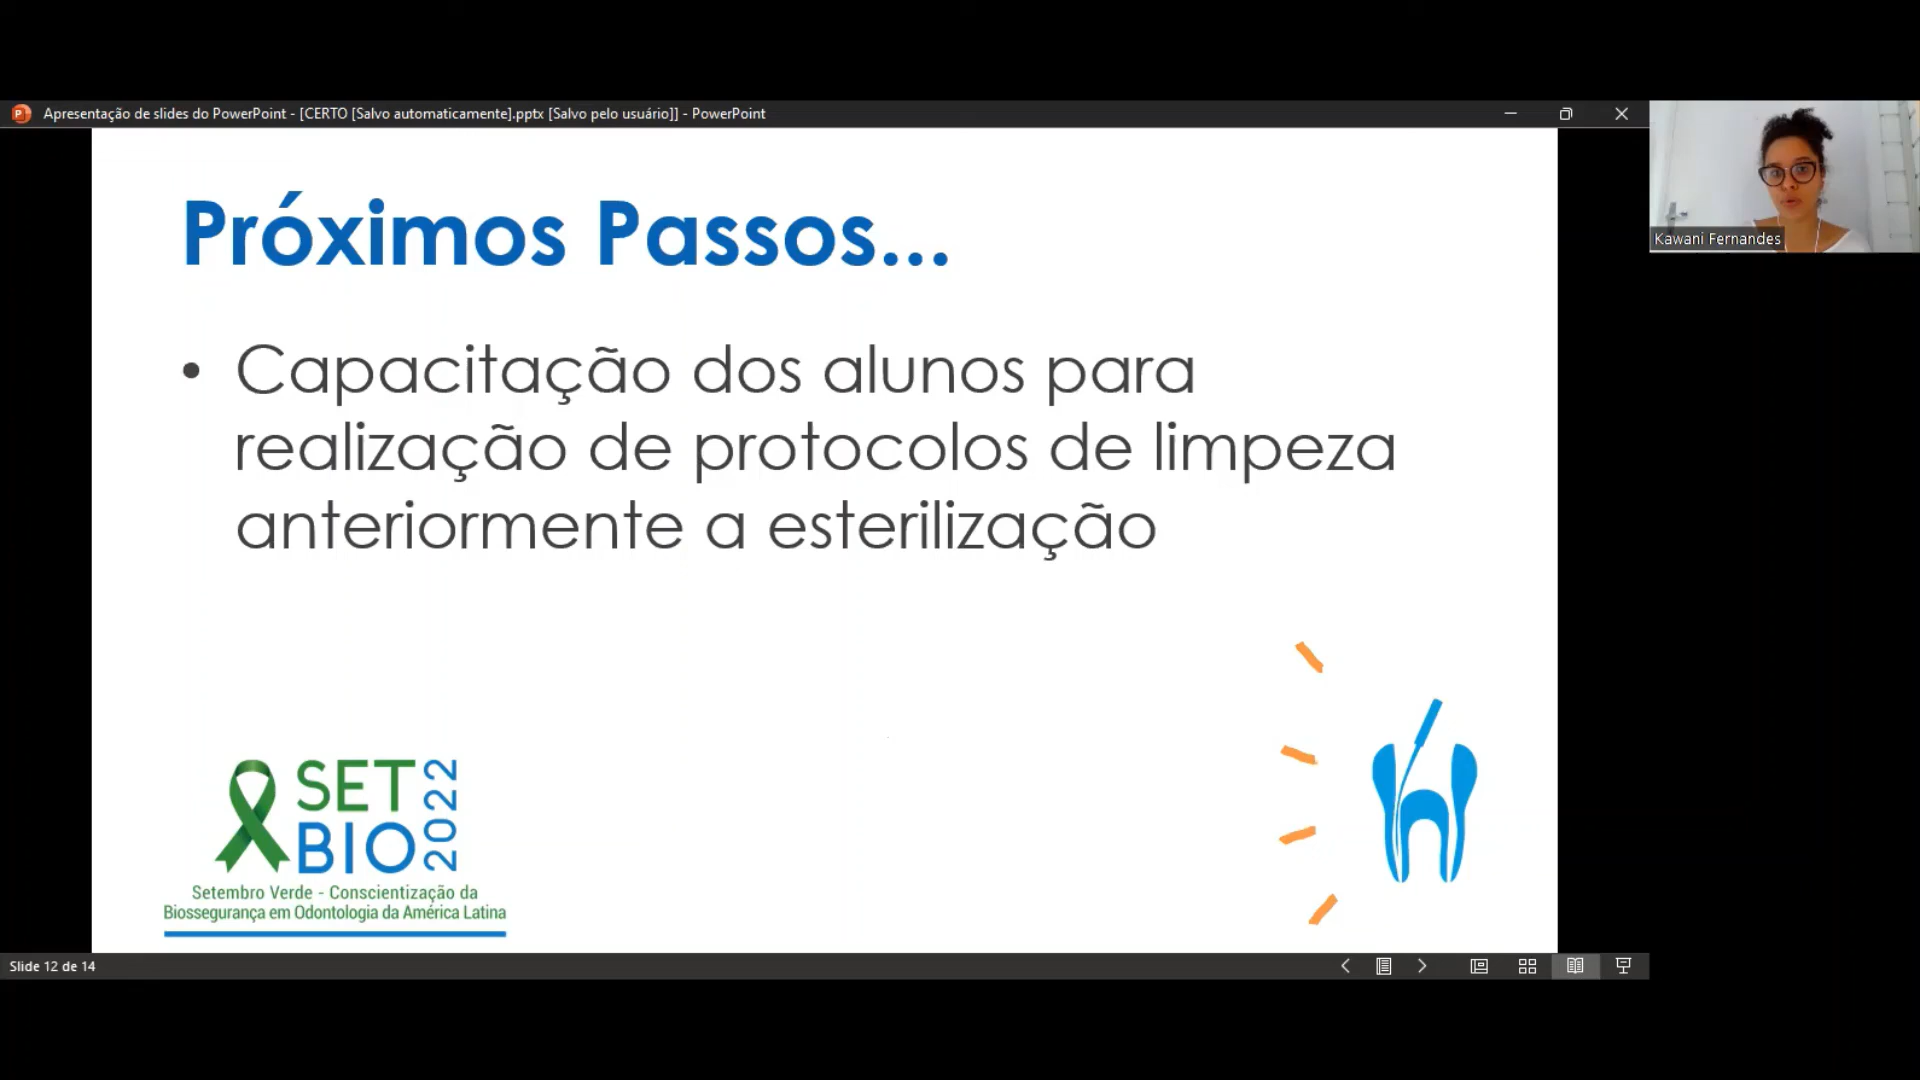 Apresentação de slides do PowerPoint - [CERTO [Salvo automaticamente].pptx [Salvo pelo usuário]] - PowerPoint
Kawani Fernandes
Próximos Passos...
• Capacitação dos alunos para
realização de protocolos de limpeza
anteriormente a esterilização
SET
BIO
2022
Setembro Verde - Conscientização da
Biossegurança em Odontologia da América Latina
Slide 12 de 14